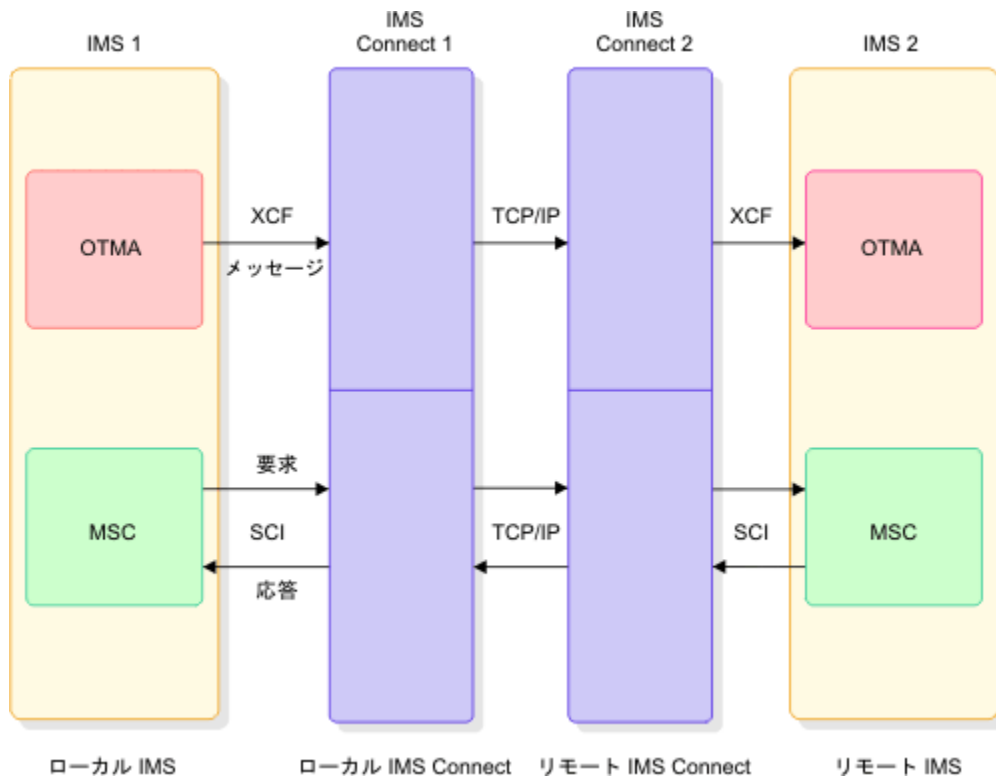 IMS 1
IMS
Connect 1
IMS
Connect 2
IMS 2
OTMA
XCF
メッセージ
TCP/IP
XCF
OTMA
MSC
要求
SCI
応答
TCP/IP
SCI
MSC
ローカル IMS
ローカル IMS Connect
リモート IMS Connect
リモート IMS